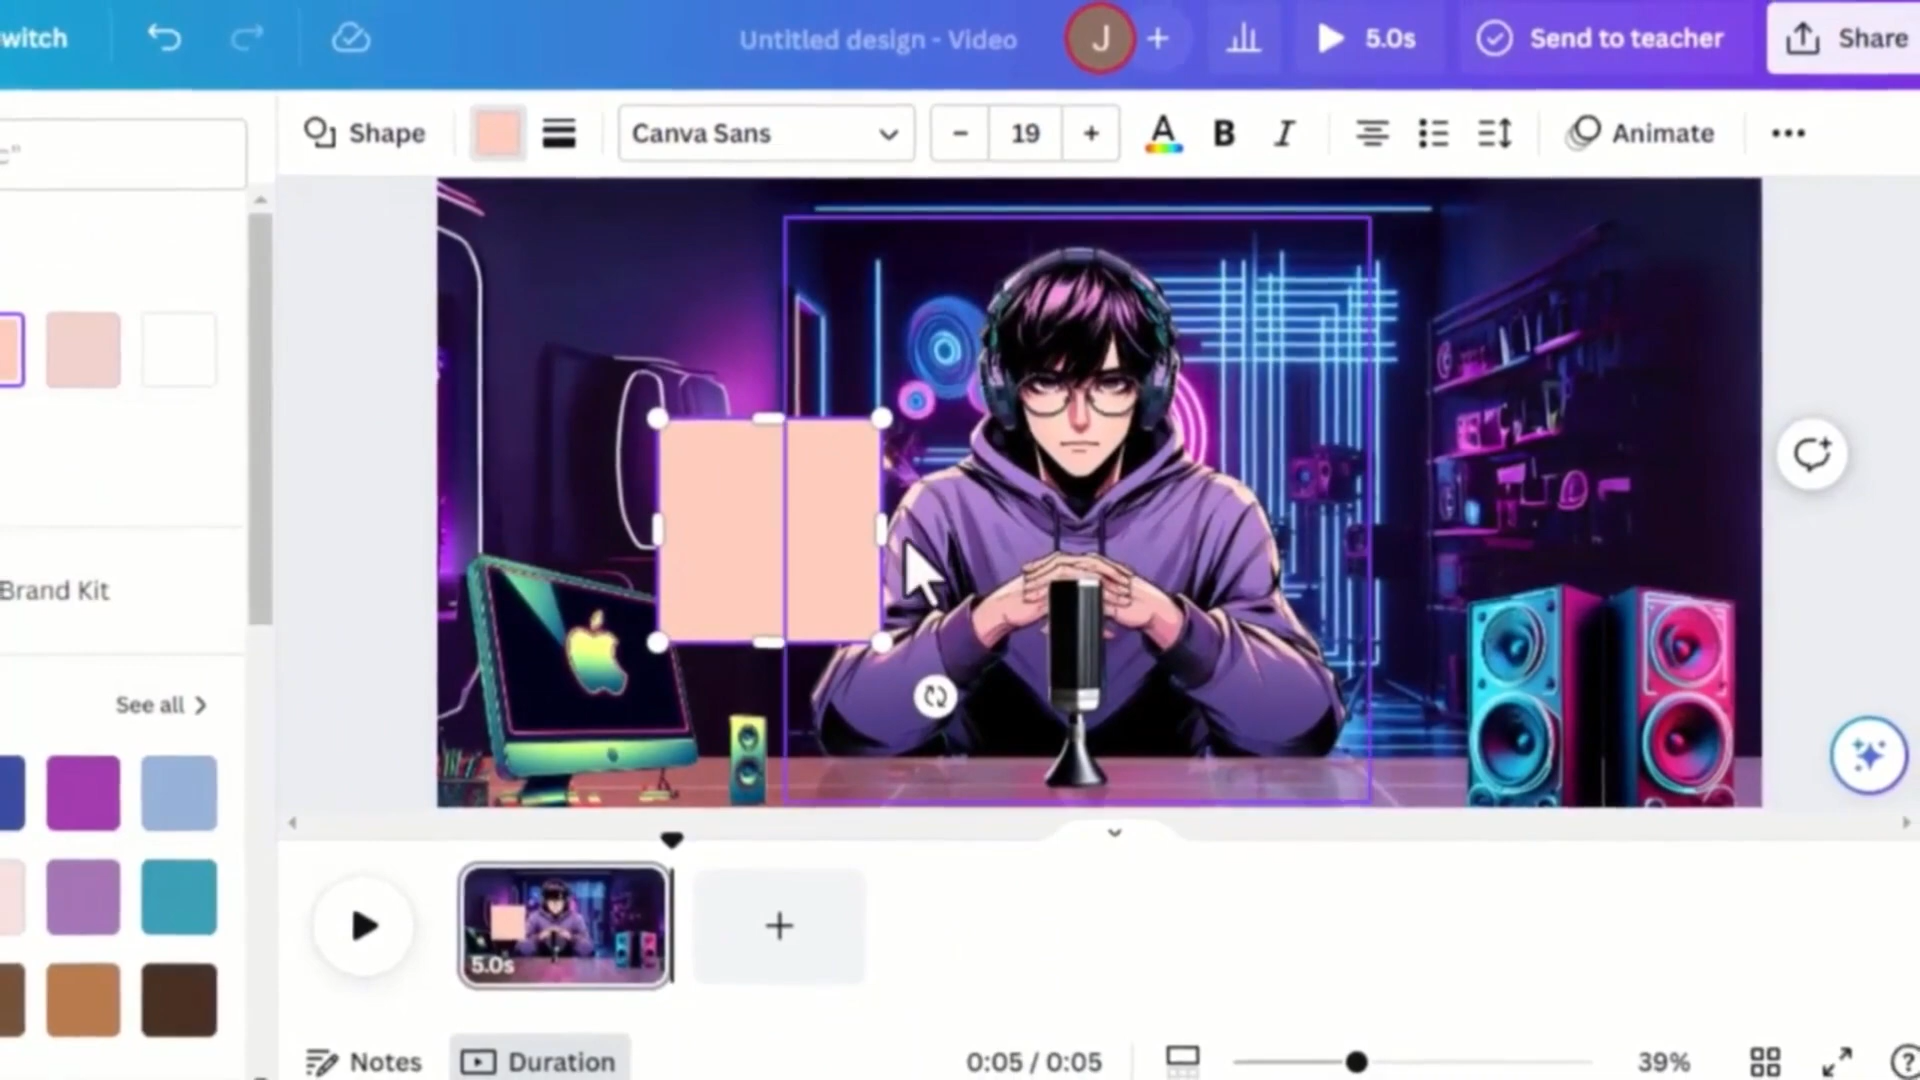 witch
Untitled design - Video
J
5.0s
Send to teacher
Share
c"
Shape
Canva Sans
19
A
B
I
Animate
Brand Kit
See all
5.0s
Notes
Duration
0:05 / 0:05
39%
?